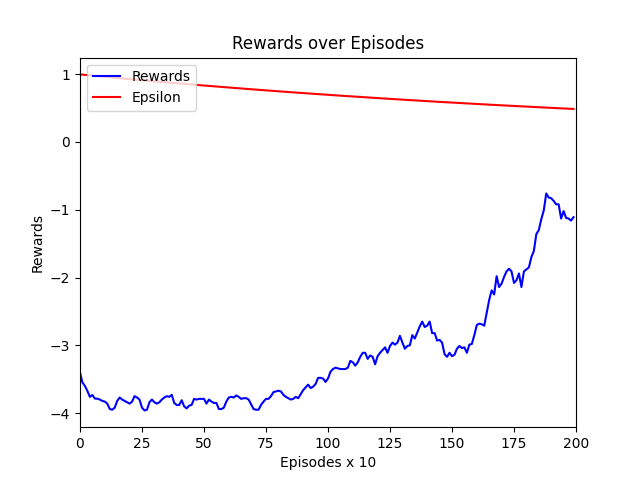 Rewards over Episodes
Rewards
Epsilon
1
0
−1
−2
−3
−4
Rewards
0 25 50 75 100 125 150 175 200
Episodes x 10